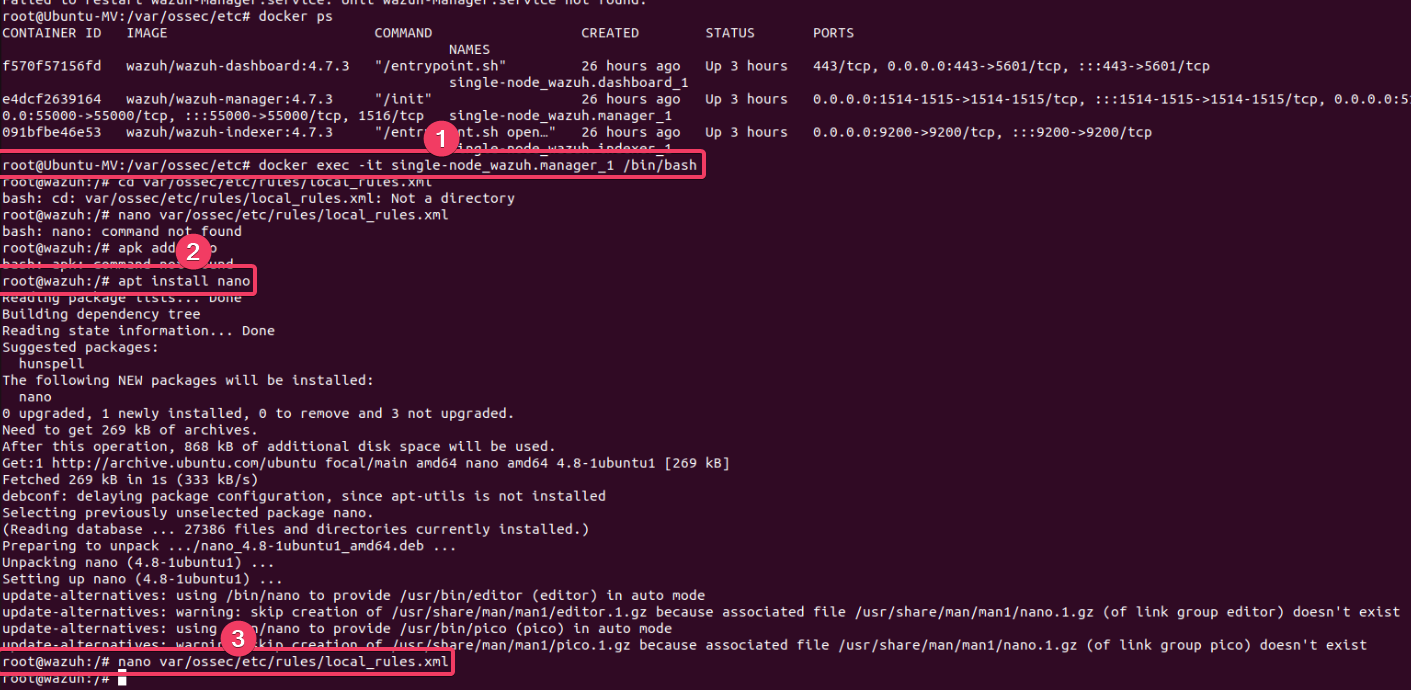 Failed to restart wazuh-manager.service: Unit wazuh-manager.service not found.
root@Ubuntu-MV:/var/ossec/etc# docker ps
CONTAINER ID   IMAGE                         COMMAND                  CREATED        STATUS       PORTS
NAMES
f570f57156fd   wazuh/wazuh-dashboard:4.7.3   "/entrypoint.sh"         26 hours ago   Up 3 hours   443/tcp, 0.0.0.0:443->5601/tcp, :::443->5601/tcp
single-node_wazuh.dashboard_1
e4dcf2639164   wazuh/wazuh-manager:4.7.3     "/init"                  26 hours ago   Up 3 hours   0.0.0.0:1514-1515->1514-1515/tcp, :::1514-1515->1514-1515/tcp, 0.0.0.0:5
0.0:55000->55000/tcp, :::55000->55000/tcp, 1516/tcp   single-node_wazuh.manager_1
091bfbe46e53   wazuh/wazuh-indexer:4.7.3     "/entrypoint.sh open…"   26 hours ago   Up 3 hours   0.0.0.0:9200->9200/tcp, :::9200->9200/tcp
1
single-node_wazuh.indexer_1
root@Ubuntu-MV:/var/ossec/etc# docker exec -it single-node_wazuh.manager_1 /bin/bash
root@wazuh:/# cd var/ossec/etc/rules/local_rules.xml
bash: cd: var/ossec/etc/rules/local_rules.xml: Not a directory
root@wazuh:/# nano var/ossec/etc/rules/local_rules.xml
bash: nano: command not found
root@wazuh:/# apk add
2
bash: apk: command not found
root@wazuh:/# apt install nano
Reading package lists... Done
Building dependency tree
Reading state information... Done
Suggested packages:
hunspell
The following NEW packages will be installed:
nano
0 upgraded, 1 newly installed, 0 to remove and 3 not upgraded.
Need to get 269 kB of archives.
After this operation, 868 kB of additional disk space will be used.
Get:1 http://archive.ubuntu.com/ubuntu focal/main amd64 nano amd64 4.8-1ubuntu1 [269 kB]
Fetched 269 kB in 1s (333 kB/s)
debconf: delaying package configuration, since apt-utils is not installed
Selecting previously unselected package nano.
(Reading database ... 27386 files and directories currently installed.)
Preparing to unpack .../nano_4.8-1ubuntu1_amd64.deb ...
Unpacking nano (4.8-1ubuntu1) ...
Setting up nano (4.8-1ubuntu1) ...
update-alternatives: using /bin/nano to provide /usr/bin/editor (editor) in auto mode
update-alternatives: warning: skip creation of /usr/share/man/man1/editor.1.gz because associated file /usr/share/man/man1/nano.1.gz (of link group editor) doesn't exist
update-alternatives: using /bin/nano to provide /usr/bin/pico (pico) in auto mode
3
update-alternatives: warning: skip creation of /usr/share/man/man1/pico.1.gz because associated file /usr/share/man/man1/nano.1.gz (of link group pico) doesn't exist
root@wazuh:/# nano var/ossec/etc/rules/local_rules.xml
root@wazuh:/#